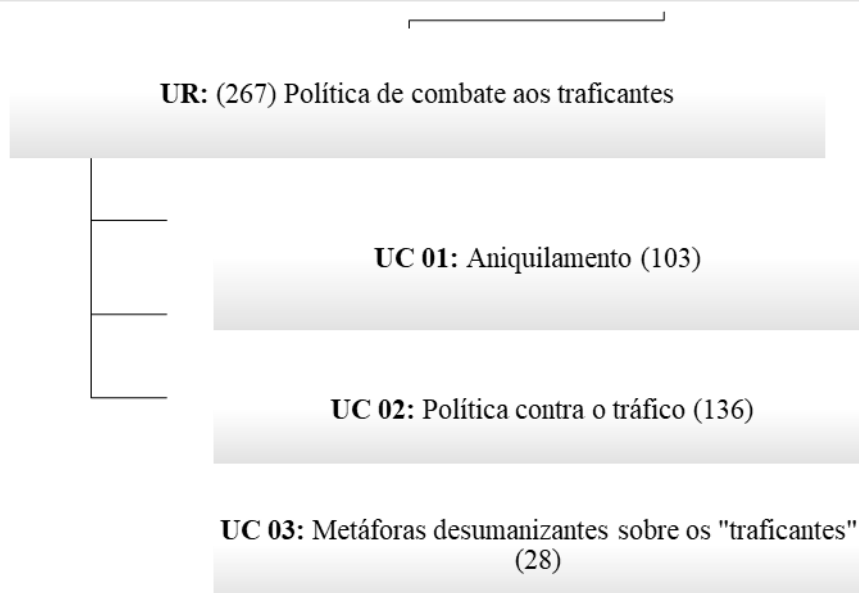 UR: (267) Política de combate aos traficantes
UC 01: Aniquilamento (103)
UC 02: Política contra o tráfico (136)
UC 03: Metáforas desumanizantes sobre os "traficantes"
(28)